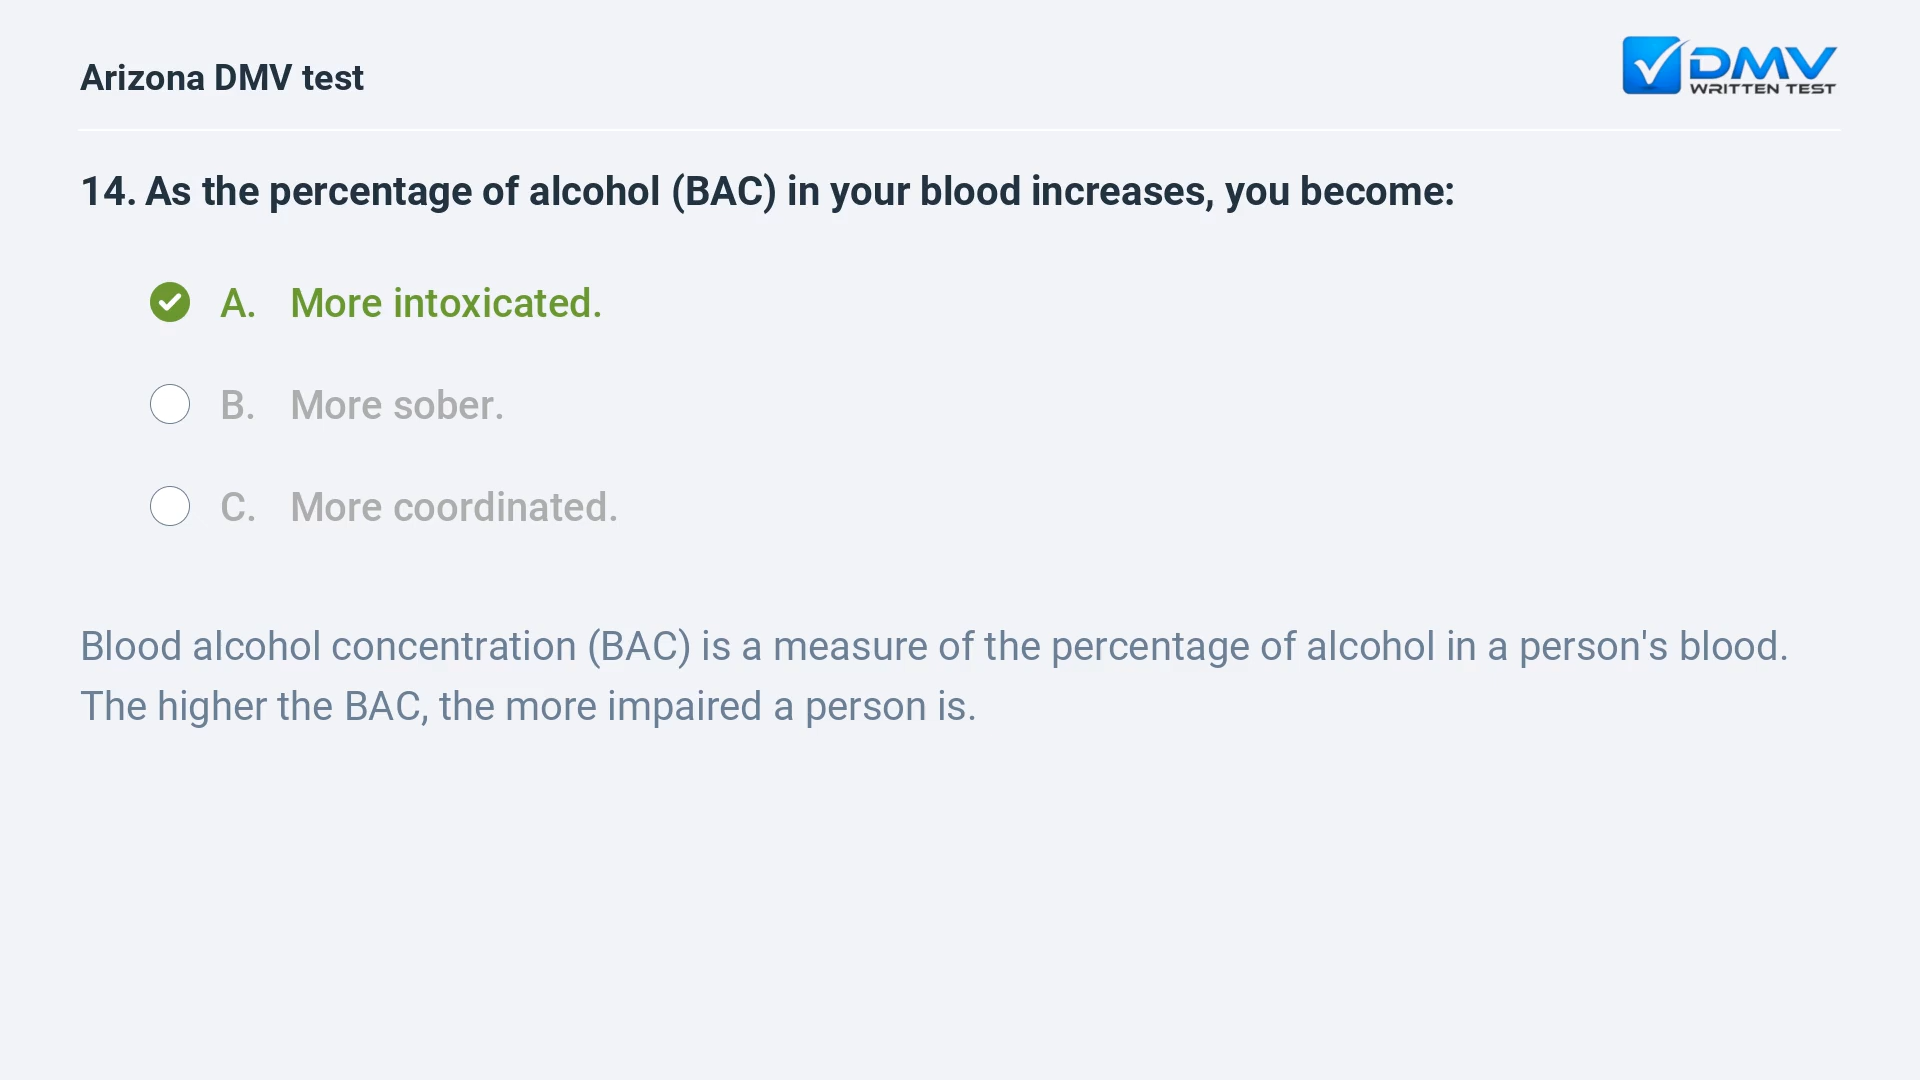 Arizona DMV test
DMV
WRITTEN TEST
14. As the percentage of alcohol (BAC) in your blood increases, you become:
A. More intoxicated.
B. More sober.
C. More coordinated.
Blood alcohol concentration (BAC) is a measure of the percentage of alcohol in a person's blood.
The higher the BAC, the more impaired a person is.